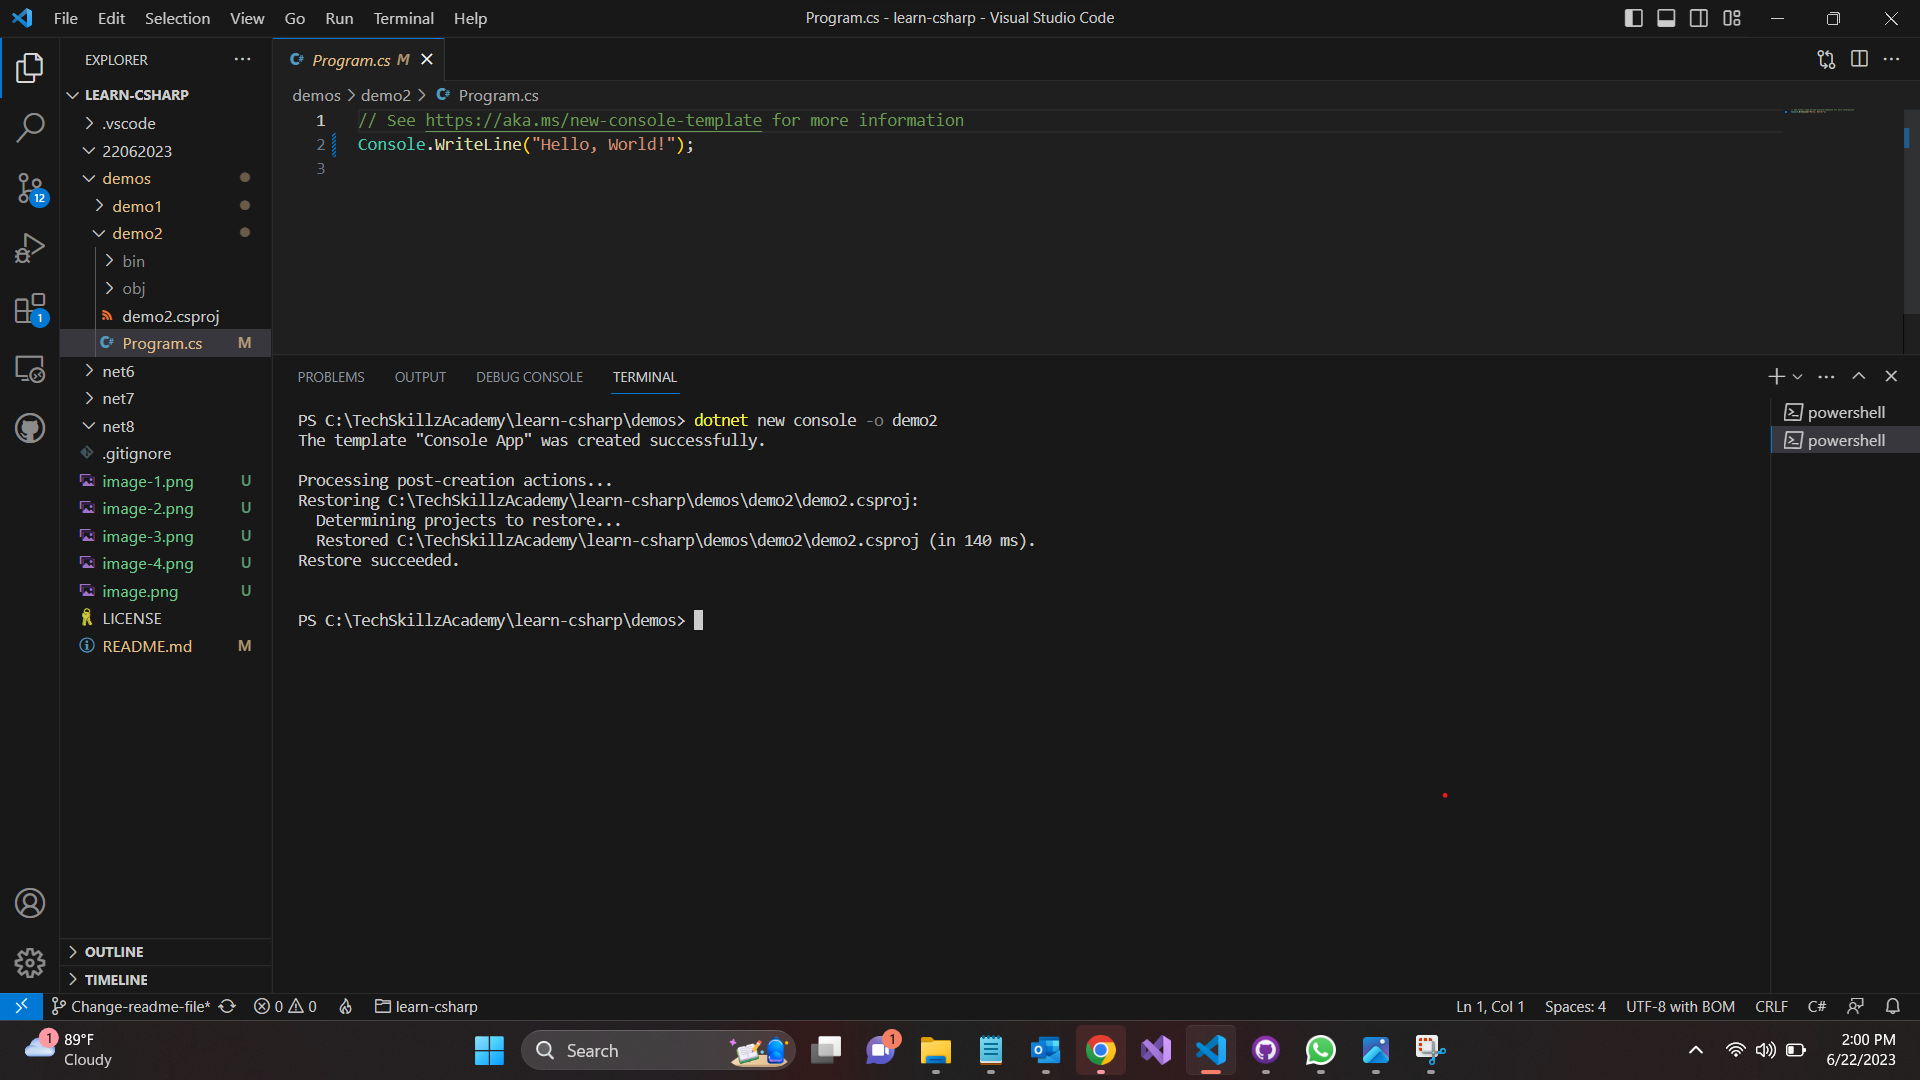 File Edit Selection View Go Run Terminal Help
Program.cs - learn-csharp - Visual Studio Code
EXPLORER
LEARN-CSHARP
.vscode
22062023
demos
demo1
demo2
bin
obj
demo2.csproj
Program.cs M
net6
net7
net8
.gitignore
image-1.png U
image-2.png U
image-3.png U
image-4.png U
image.png U
LICENSE
README.md M
OUTLINE
TIMELINE
12
1
Program.cs M
demos > demo2 > Program.cs
1 // See https://aka.ms/new-console-template for more information
2 Console.WriteLine("Hello, World!");
3
PROBLEMS OUTPUT DEBUG CONSOLE TERMINAL
PS C:\TechSkillzAcademy\learn-csharp\demos> dotnet new console -o demo2
The template "Console App" was created successfully.
Processing post-creation actions...
Restoring C:\TechSkillzAcademy\learn-csharp\demos\demo2\demo2.csproj:
Determining projects to restore...
Restored C:\TechSkillzAcademy\learn-csharp\demos\demo2\demo2.csproj (in 140 ms).
Restore succeeded.
PS C:\TechSkillzAcademy\learn-csharp\demos>
powershell
powershell
Change-readme-file* 0 0 learn-csharp
Ln 1, Col 1 Spaces: 4 UTF-8 with BOM CRLF C#
1
89°F
Cloudy
Search
1
2:00 PM
6/22/2023